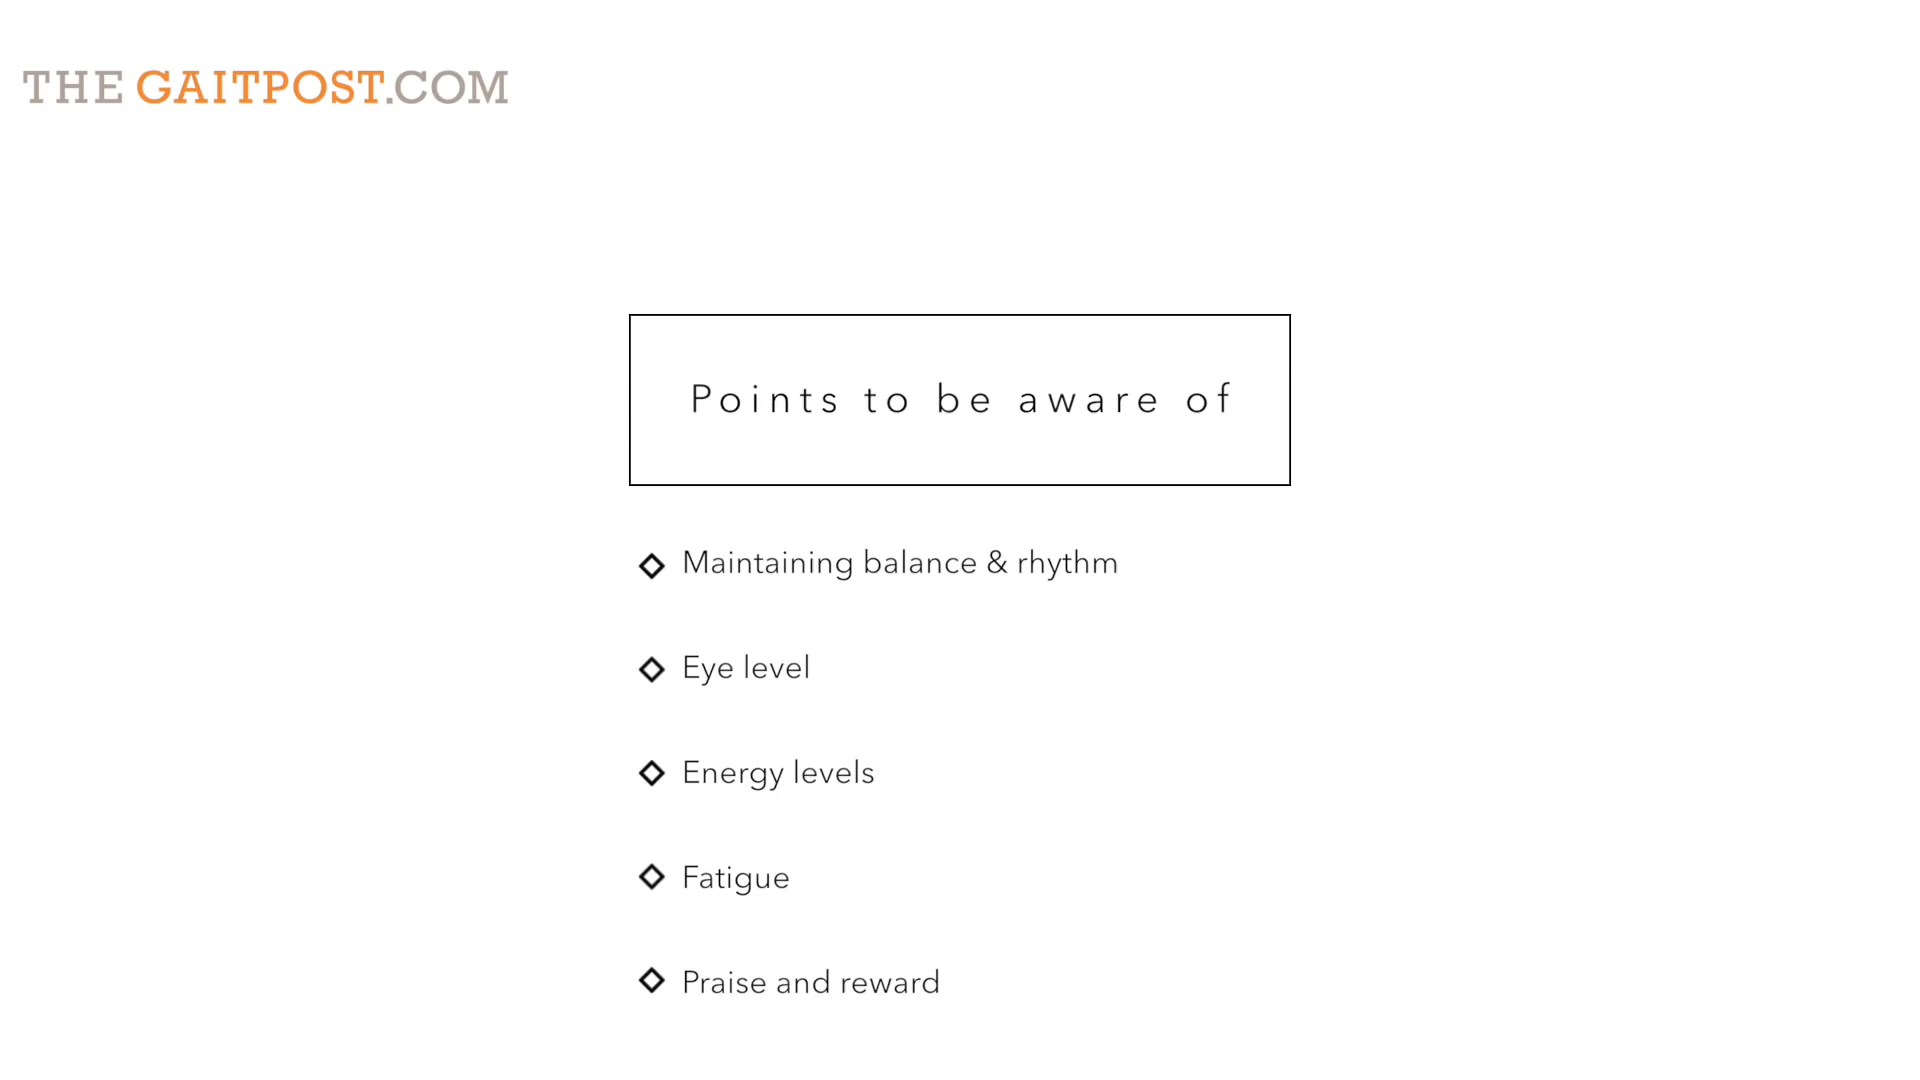 THE GAITPOST.COM
Points to be aware of
Maintaining balance & rhythm
Eye level
Energy levels
Fatigue
Praise and reward